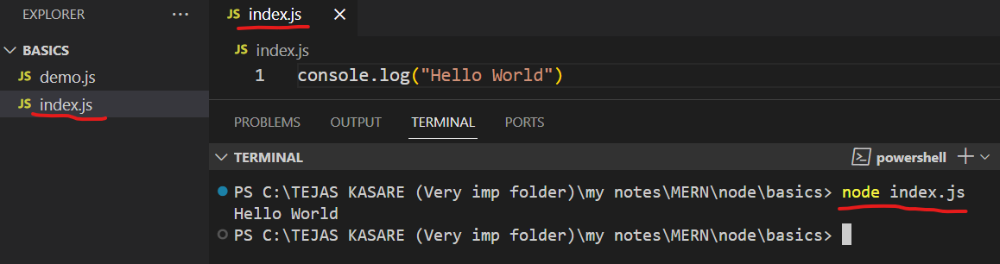 EXPLORER ...
BASICS
JS demo.js
JS index.js
JS index.js ×
JS index.js
1 console.log("Hello World")
PROBLEMS OUTPUT TERMINAL PORTS
TERMINAL powershell
PS C:\TEJAS KASARE (Very imp folder)\my notes\MERN\node\basics> node index.js
Hello World
PS C:\TEJAS KASARE (Very imp folder)\my notes\MERN\node\basics>